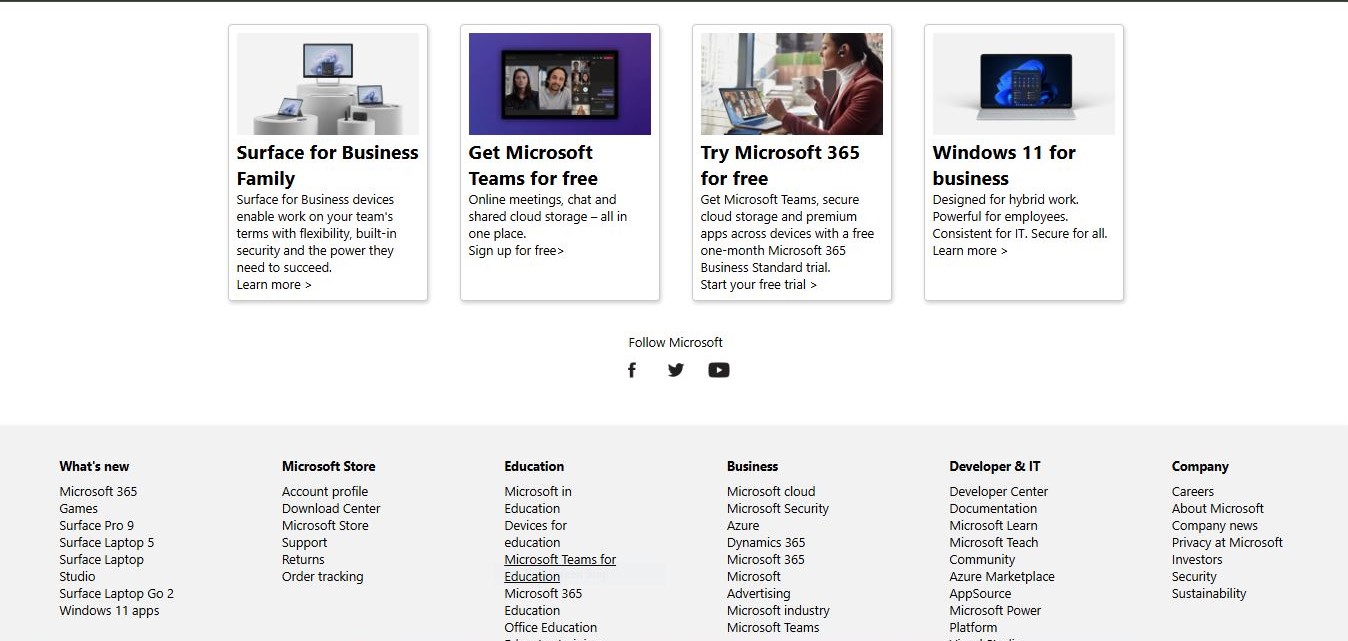 Surface for Business
Family
Surface for Business devices
enable work on your team's
terms with flexibility, built-in
security and the power they
need to succeed.
Learn more >
Get Microsoft
Teams for free
Online meetings, chat and
shared cloud storage – all in
one place.
Sign up for free>
Try Microsoft 365
for free
Get Microsoft Teams, secure
cloud storage and premium
apps across devices with a free
one-month Microsoft 365
Business Standard trial.
Start your free trial >
Windows 11 for
business
Designed for hybrid work.
Powerful for employees.
Consistent for IT. Secure for all.
Learn more >
Follow Microsoft
What's new
Microsoft 365
Games
Surface Pro 9
Surface Laptop 5
Surface Laptop
Studio
Surface Laptop Go 2
Windows 11 apps
Microsoft Store
Account profile
Download Center
Microsoft Store
Support
Returns
Order tracking
Education
Microsoft in
Education
Devices for
education
Microsoft Teams for
Education
Microsoft 365
Education
Office Education
Business
Microsoft cloud
Microsoft Security
Azure
Dynamics 365
Microsoft 365
Microsoft
Advertising
Microsoft industry
Microsoft Teams
Developer & IT
Developer Center
Documentation
Microsoft Learn
Microsoft Teach
Community
Azure Marketplace
AppSource
Microsoft Power
Platform
Company
Careers
About Microsoft
Company news
Privacy at Microsoft
Investors
Security
Sustainability